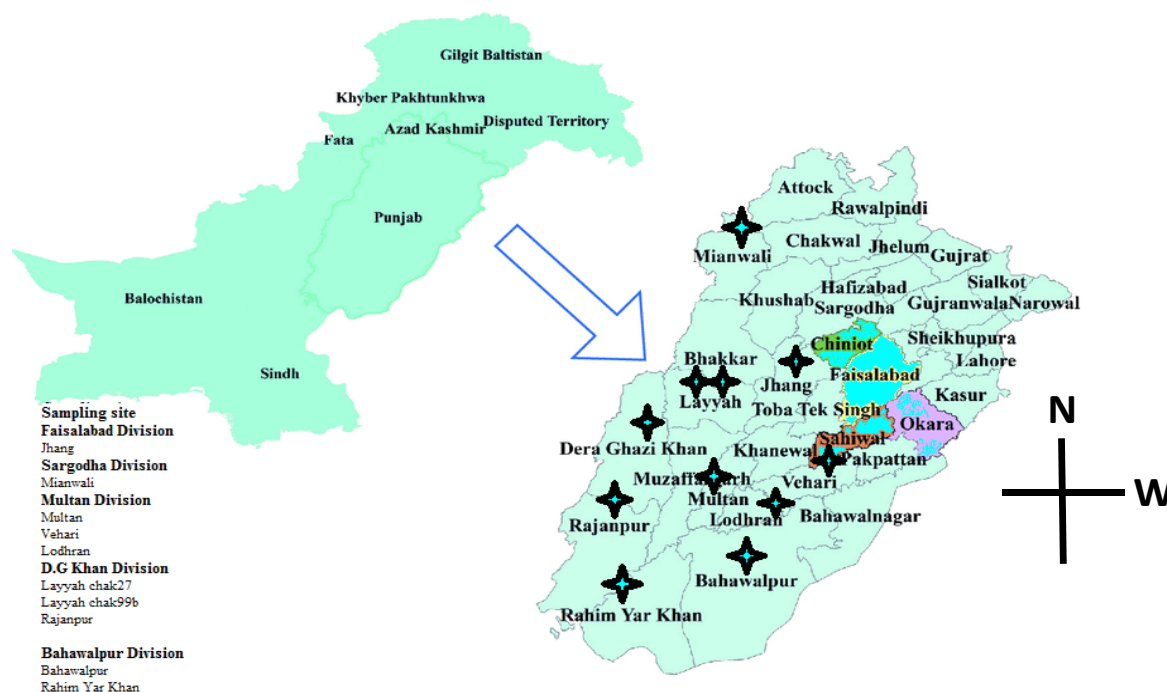 Gilgit Baltistan
Khyber Pakhtunkhwa
Azad Kashmir
Disputed Territory
Fata
Punjab
Balochistan
Sindh
Sampling site
Faisalabad Division
Jhang
Sargodha Division
Mianwali
Multan Division
Multan
Vehari
Lodhran
D.G Khan Division
Layyah chak27
Layyah chak99b
Rajanpur
Bahawalpur Division
Bahawalpur
Rahim Yar Khan
Attock
Rawalpindi
Chakwal
Jhelum
Mianwali
Gujrat
Sialkot
Khushab
Hafizabad
Sargodha
Gujranwala
Narowal
Chiniot
Sheikhupura
Lahore
Bhakkar
Jhang
Faisalabad
Layyah
Toba Tek Singh
Kasur
Okara
Dera Ghazi Khan
Khanewal
Sahiwal
Pakpattan
Multan
Vehari
Rajanpur
Lodhran
Bahawalnagar
Bahawalpur
Rahim Yar Khan
N
W